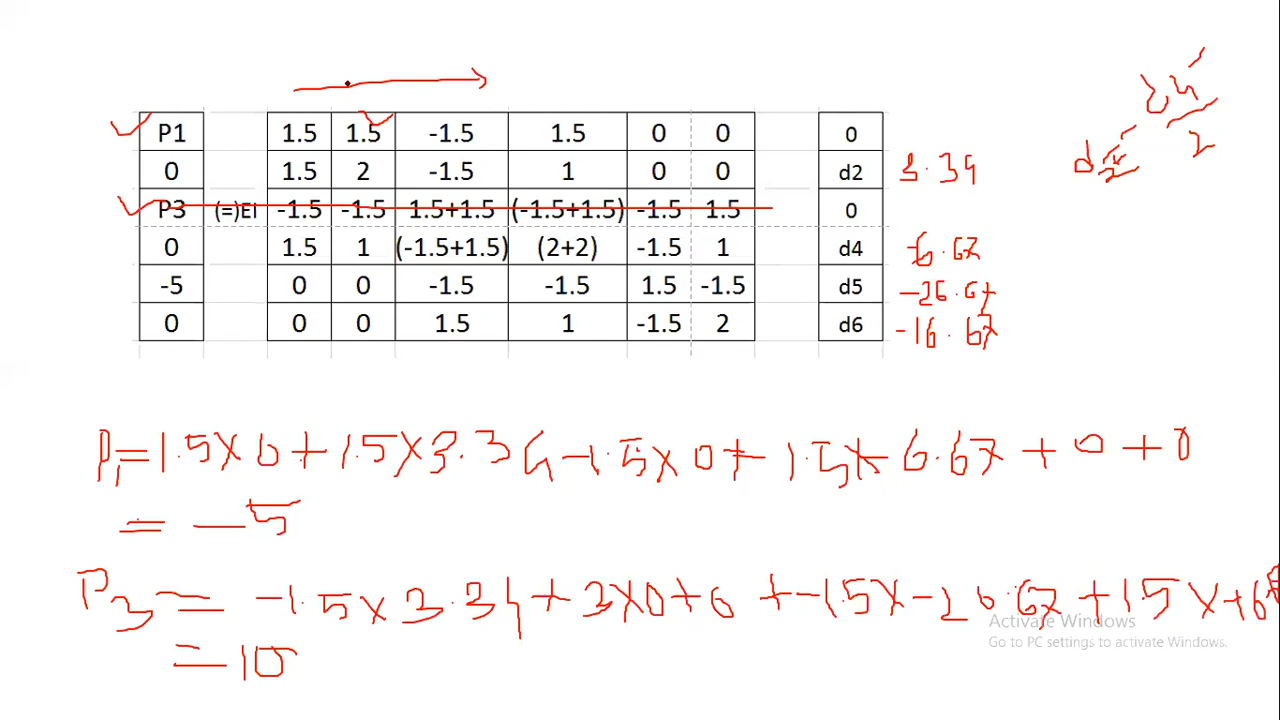 24
2
P1 1.5 1.5 -1.5 1.5 0 0 0
0 1.5 2 -1.5 1 0 0 d2 3.34
P3 (=)EI -1.5 -1.5 1.5+1.5 (-1.5+1.5) -1.5 1.5 0
0 1.5 1 (-1.5+1.5) (2+2) -1.5 1 d4 -6.67
-5 0 0 -1.5 -1.5 1.5 -1.5 d5 -26.67
0 0 0 1.5 1 -1.5 2 d6 -16.67
P1=1.5×0+1.5×3.34-1.5×0+1.5×-6.67+0+0
=-5
P3=-1.5×3.34+3×0+0+-1.5×-26.67+1.5×
=10
Activate Windows
Go to PC settings to activate Windows.